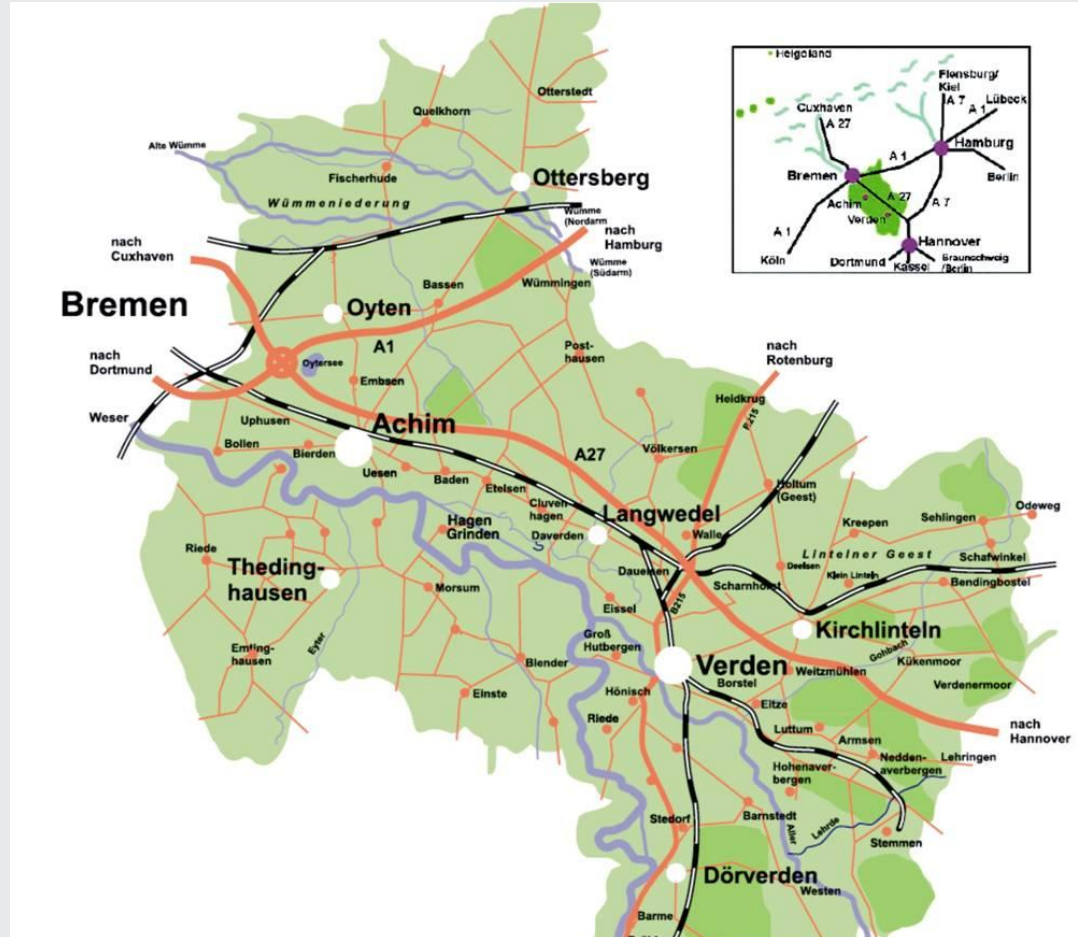 Helgoland
Flensburg/
Kiel
Cuxhaven
A 7
A 1
Lübeck
A 27
Hamburg
A 1
Bremen
Berlin
Achim
A 27
A 7
Verden
A 1
Hannover
Köln
Dortmund
Kassel
Braunschweig
/Berlin
Otterstedt
Quelkhorn
Alte Wümme
Fischerhude
Ottersberg
Wümmeniederung
Wümme
(Nordarm
nach
Hamburg
nach
Cuxhaven
Wümme
(Südarm)
Bassen
Wümmingen
Bremen
Oyten
A1
Post-
hausen
nach
Rotenburg
nach
Dortmund
Oytersee
Embsen
Heidkrug
Weser
Uphusen
Achim
Bollen
Bierden
A27
Völkersen
Uesen
Baden
Etelsen
Holtum
(Geest)
Cluven
hagen
Langwedel
Odeweg
Hagen
Grinden
Daverden
Walle
Kreepen
Sehlingen
Riede
Lintelner Geest
Schafwinkel
Theding-
hausen
Morsum
Dauelsen
Scharnhorst
Deelsen
Klein Linteln
Bendingbostel
B215
Eissel
Groß
Hutbergen
Kirchlinteln
Eyter
Emting-
hausen
Blender
Verden
Gohbach
Weitzmühlen
Kükenmoor
Borstel
Verdenermoor
Einste
Hönisch
Eitze
Riede
Luttum
Armsen
nach
Hannover
Hohenaver-
bergen
Nedden-
averbergen
Lehringen
Stedorf
Barnstedt
Aller
Lehrde
Stemmen
Dörverden
Westen
Barme